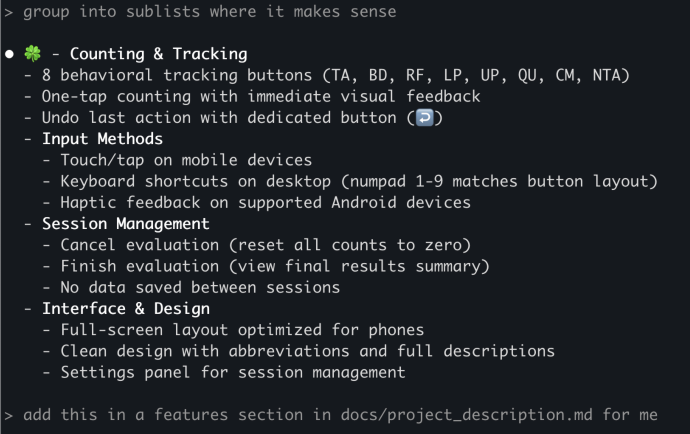 > group into sublists where it makes sense
● 🍀 - Counting & Tracking
- 8 behavioral tracking buttons (TA, BD, RF, LP, UP, QU, CM, NTA)
- One-tap counting with immediate visual feedback
- Undo last action with dedicated button (↩️)
- Input Methods
- Touch/tap on mobile devices
- Keyboard shortcuts on desktop (numpad 1-9 matches button layout)
- Haptic feedback on supported Android devices
- Session Management
- Cancel evaluation (reset all counts to zero)
- Finish evaluation (view final results summary)
- No data saved between sessions
- Interface & Design
- Full-screen layout optimized for phones
- Clean design with abbreviations and full descriptions
- Settings panel for session management
> add this in a features section in docs/project_description.md for me